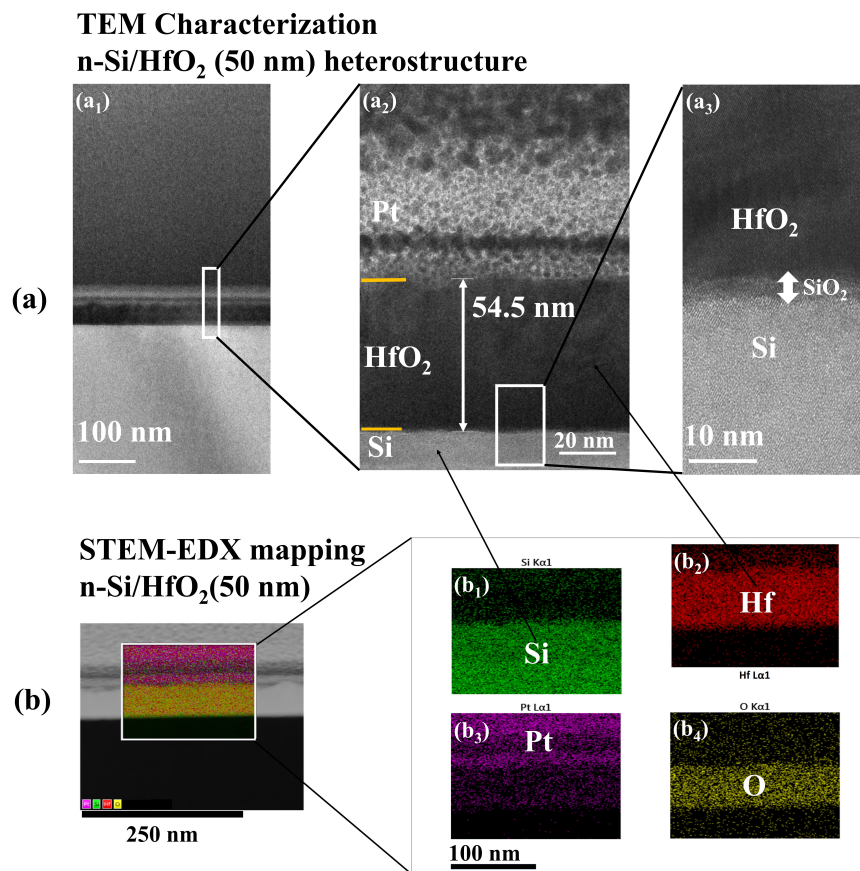 TEM Characterization
n-Si/HfO₂ (50 nm) heterostructure
(a)
(a₁)
100 nm
(a₂)
Pt
54.5 nm
HfO₂
Si
20 nm
(a₃)
HfO₂
SiO₂
Si
10 nm
STEM-EDX mapping
n-Si/HfO₂(50 nm)
(b)
250 nm
Si Kα1
(b₁)
Si
(b₂)
Hf
Hf Lα1
Pt Lα1
(b₃)
Pt
O Kα1
(b₄)
O
100 nm